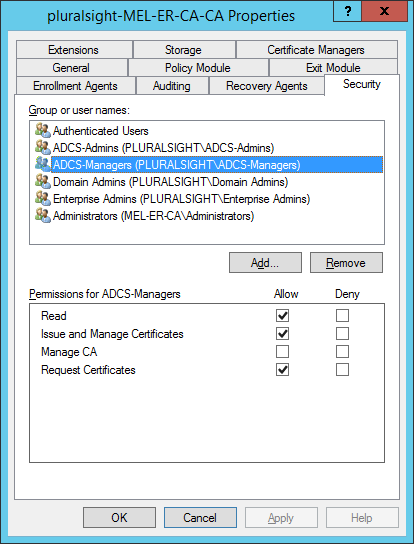 pluralsight-MEL-ER-CA-CA Properties
?
x
Extensions
Storage
Certificate Managers
General
Policy Module
Exit Module
Enrollment Agents
Auditing
Recovery Agents
Security
Group or user names:
Authenticated Users
ADCS-Admins (PLURALSIGHT\ADCS-Admins)
ADCS-Managers (PLURALSIGHT\ADCS-Managers)
Domain Admins (PLURALSIGHT\Domain Admins)
Enterprise Admins (PLURALSIGHT\Enterprise Admins)
Administrators (MEL-ER-CA\Administrators)
Add...
Remove
Permissions for ADCS-Managers
Allow
Deny
Read
Issue and Manage Certificates
Manage CA
Request Certificates
OK
Cancel
Apply
Help